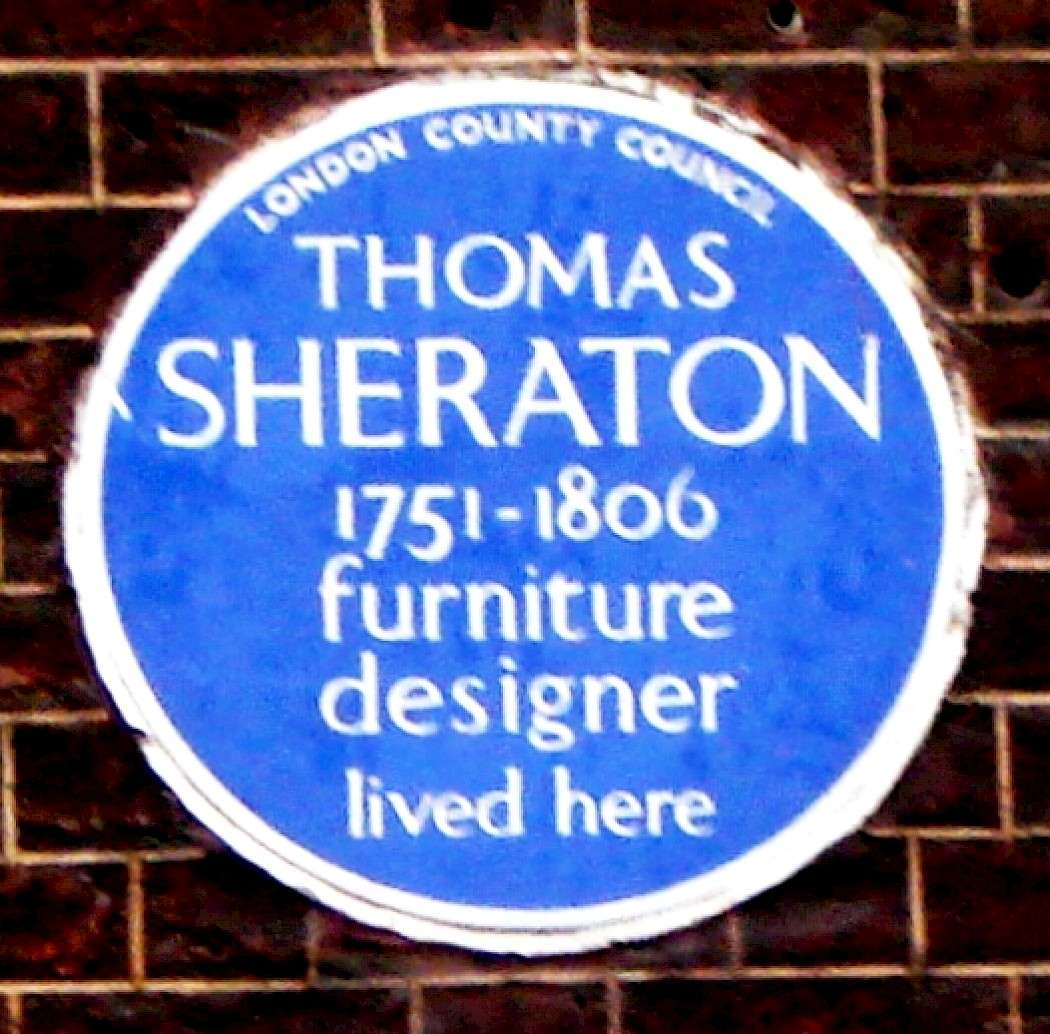 LONDON COUNTY COUNCIL
THOMAS
SHERATON
1751-1806
furniture
designer
lived here